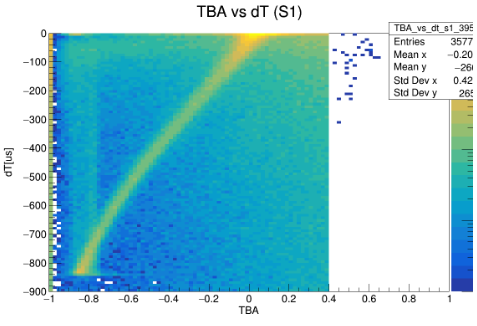 TBA vs dT (S1)
TBA_vs_dt_s1_395
Entries 3577
Mean x −0.20
Mean y −26
Std Dev x 0.42
Std Dev y 265
dT[us]
0
−100
−200
−300
−400
−500
−600
−700
−800
−900
−1 −0.8 −0.6 −0.4 −0.2 0 0.2 0.4 0.6 0.8 1
TBA